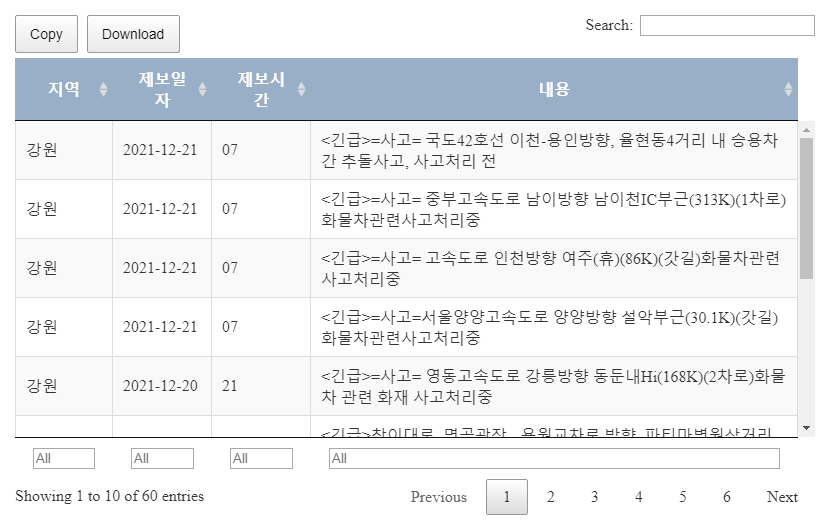 Copy Download Search:
지역 제보일자 제보시간 내용
강원 2021-12-21 07 <긴급>=사고= 국도42호선 이천-용인방향, 율현동4거리 내 승용차
간 추돌사고, 사고처리 전
강원 2021-12-21 07 <긴급>=사고= 중부고속도로 남이방향 남이천IC부근(313K)(1차로)
화물차관련사고처리중
강원 2021-12-21 07 <긴급>=사고= 고속도로 인천방향 여주(휴)(86K)(갓길)화물차관련
사고처리중
강원 2021-12-21 07 <긴급>=사고=서울양양고속도로 양양방향 설악부근(30.1K)(갓길)
화물차관련사고처리중
강원 2021-12-20 21 <긴급>=사고= 영동고속도로 강릉방향 동둔내Hi(168K)(2차로)화물
차 관련 화재 사고처리중
<긴급>창이대로, 명곡광장
All All All All
Showing 1 to 10 of 60 entries Previous 1 2 3 4 5 6 Next